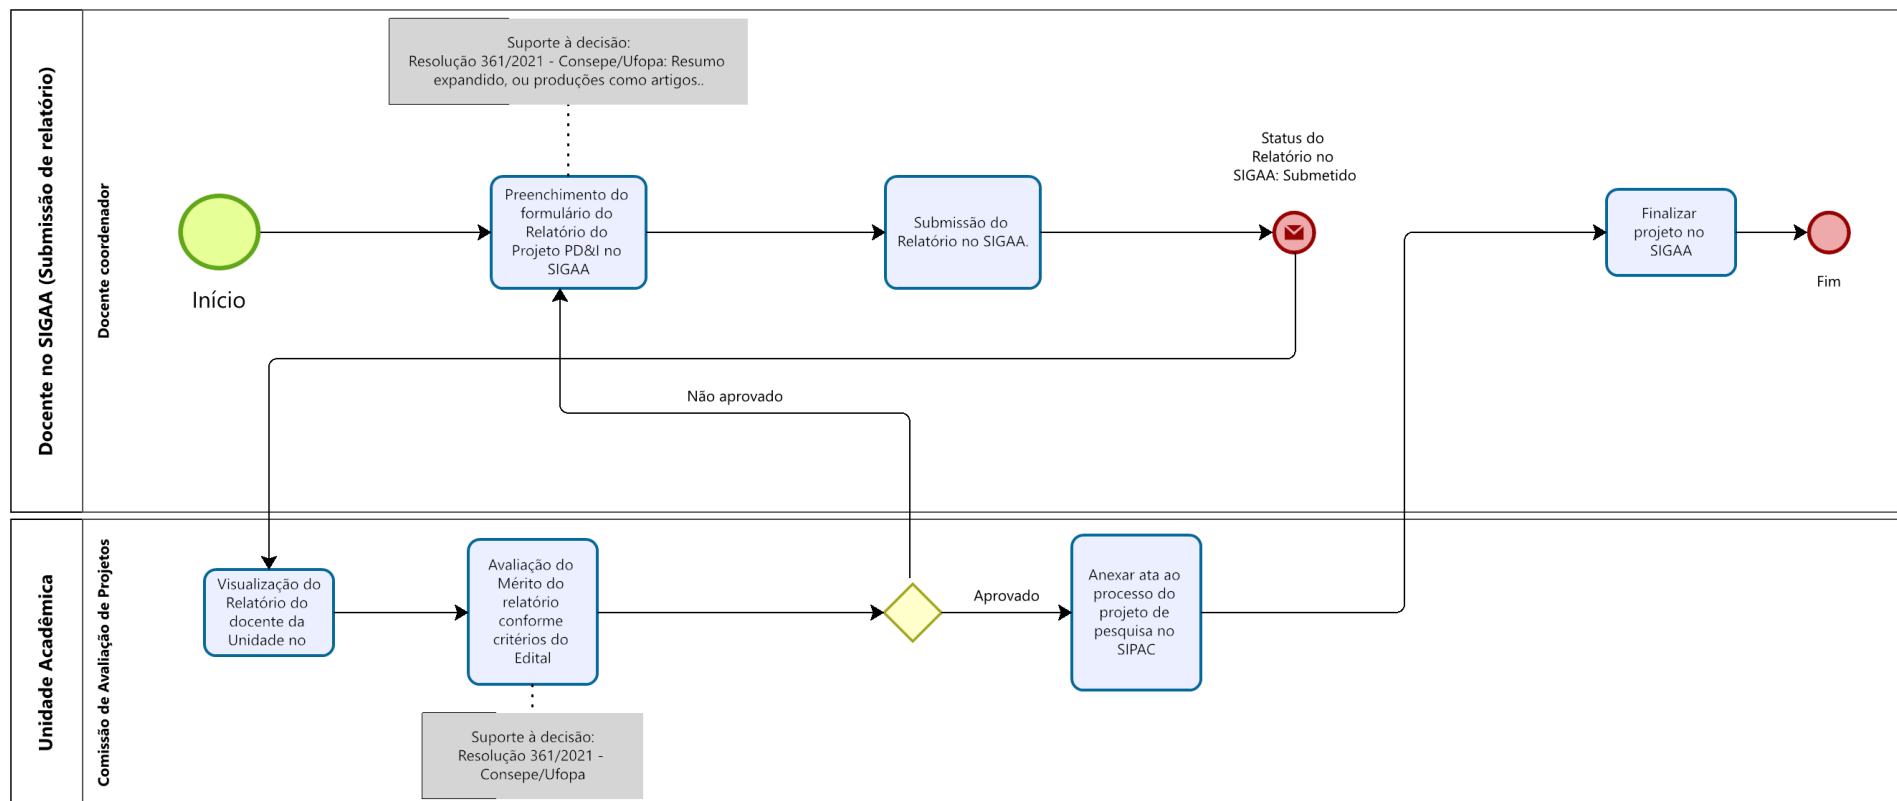 Docente no SIGAA (Submissão de relatório)
Docente coordenador
Suporte à decisão:
Resolução 361/2021 - Consepe/Ufopa: Resumo
expandido, ou produções como artigos..
Início
Preenchimento do
formulário do
Relatório do
Projeto PD&I no
SIGAA
Submissão do
Relatório no SIGAA.
Status do
Relatório no
SIGAA: Submetido
Finalizar
projeto no
SIGAA
Fim
Não aprovado
Unidade Acadêmica
Comissão de Avaliação de Projetos
Visualização do
Relatório do
docente da
Unidade no
Avaliação do
Mérito do
relatório
conforme
critérios do
Edital
Aprovado
Anexar ata ao
processo do
projeto de
pesquisa no
SIPAC
Suporte à decisão:
Resolução 361/2021 -
Consepe/Ufopa